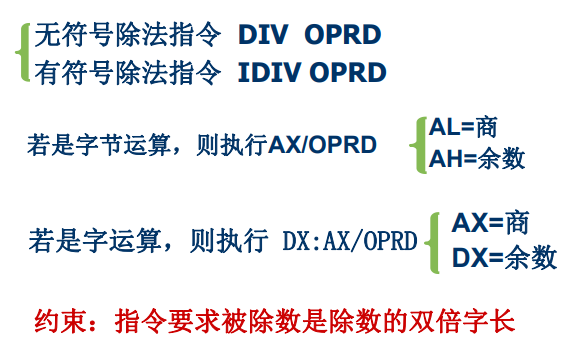 无符号除法指令 DIV OPRD
有符号除法指令 IDIV OPRD
若是字节运算，则执行AX/OPRD
AL=商
AH=余数
若是字运算，则执行 DX:AX/OPRD
AX=商
DX=余数
约束：指令要求被除数是除数的双倍字长